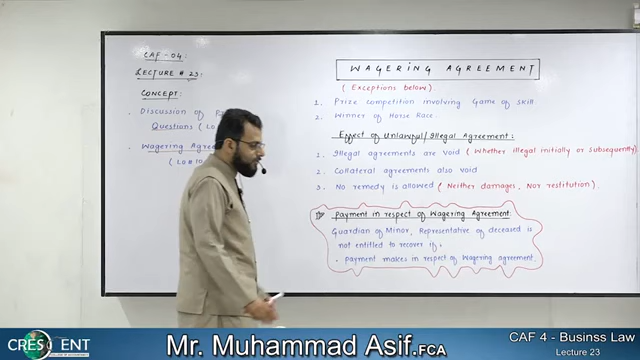 CAF - 04.
LECTURE # 23:
CONCEPT:
. Discussion of
Questions (LO
. Wagering Agre
(LO#10
WAGERING AGREEMENT
(Exceptions below)
1. Prize competition involving Game of skill
2. Winner of Horse Race.
Effect of Unlawful/Illegal Agreement:
1. Illegal agreements are void (Whether illegal initially or subsequently).
2. Collateral agreements also void
3. No remedy is allowed (Neither damages, Nor restitution).
Payment in respect of Wagering Agreement
Guardian of Minor, Representative of deceased is
not entitled to recover if:
. payment makes in respect of wagering agreement.
CRESCENT
COLLEGE OF ACCOUNTANCY
Mr. Muhammad Asif.FCA
CAF 4 - Businss Law
Lecture 23